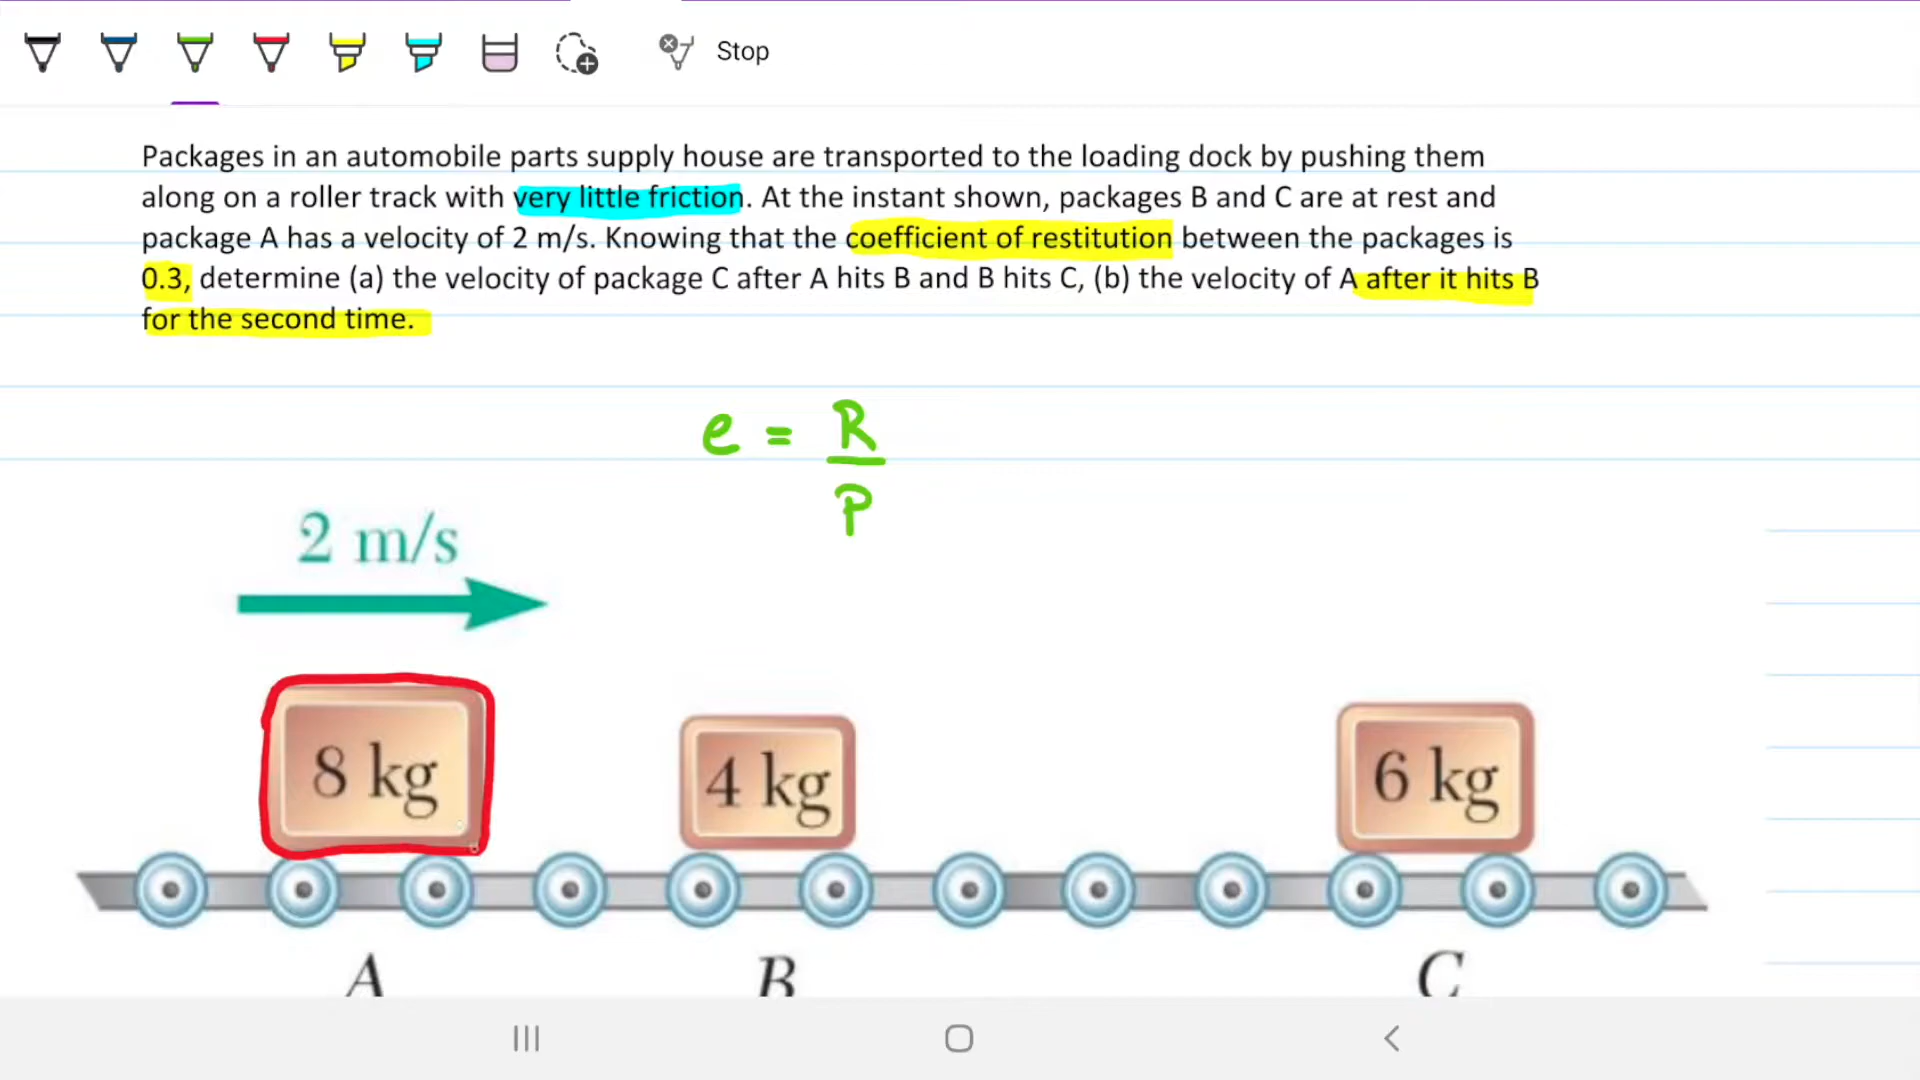 Stop
Packages in an automobile parts supply house are transported to the loading dock by pushing them
along on a roller track with very little friction. At the instant shown, packages B and C are at rest and
package A has a velocity of 2 m/s. Knowing that the coefficient of restitution between the packages is
0.3, determine (a) the velocity of package C after A hits B and B hits C, (b) the velocity of A after it hits B
for the second time.
e = R
P
2 m/s
8 kg 4 kg 6 kg
A B C